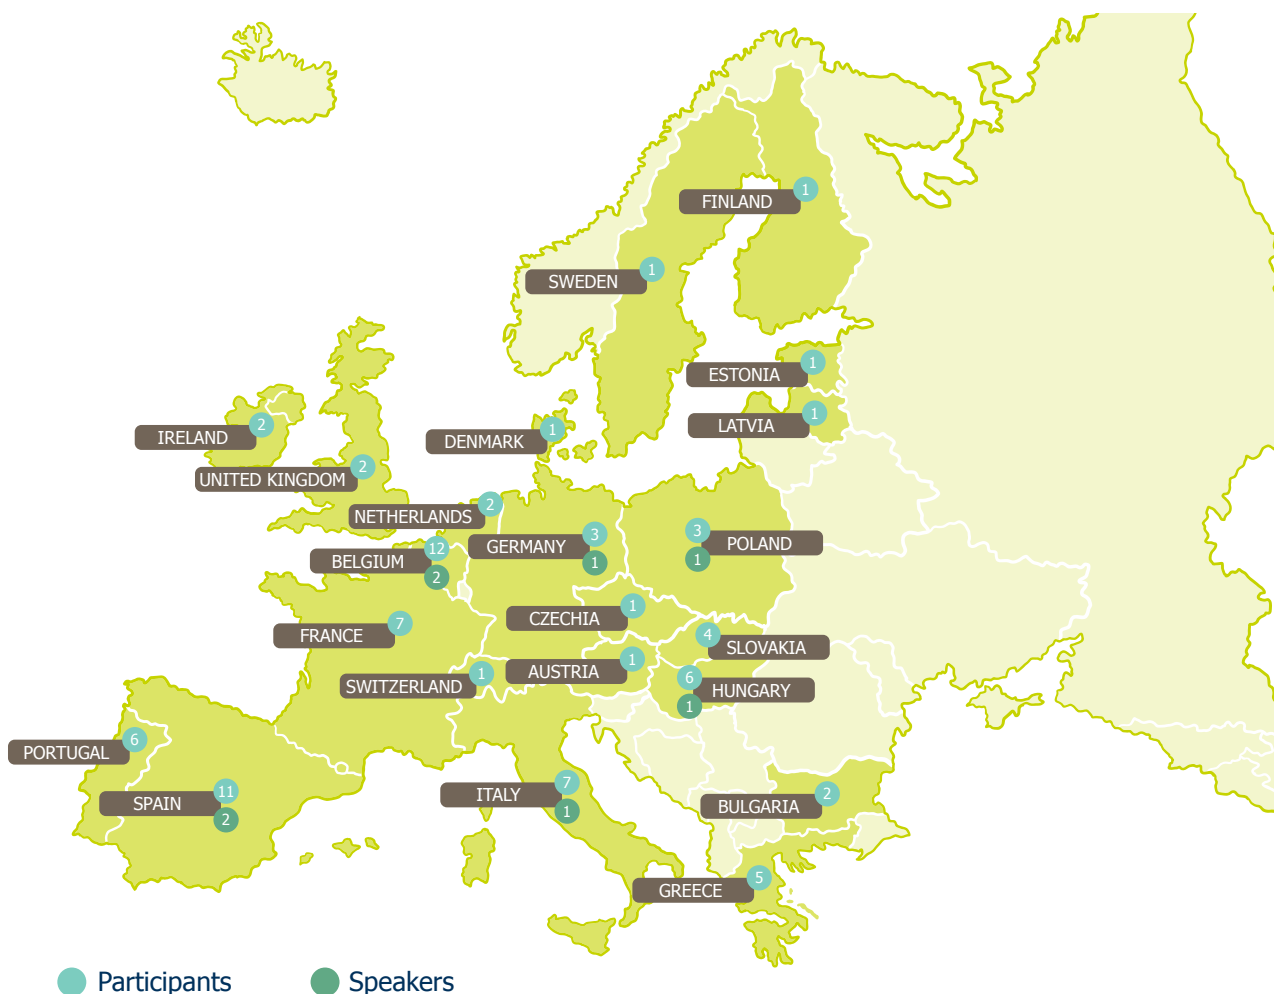 1
FINLAND
1
SWEDEN
1
ESTONIA
1
LATVIA
2
IRELAND
1
DENMARK
2
UNITED KINGDOM
2
NETHERLANDS
3
GERMANY
1
3
POLAND
1
12
BELGIUM
2
1
CZECHIA
7
FRANCE
4
SLOVAKIA
1
AUSTRIA
1
SWITZERLAND
6
HUNGARY
1
6
PORTUGAL
11
SPAIN
2
7
ITALY
1
2
BULGARIA
5
GREECE
Participants
Speakers